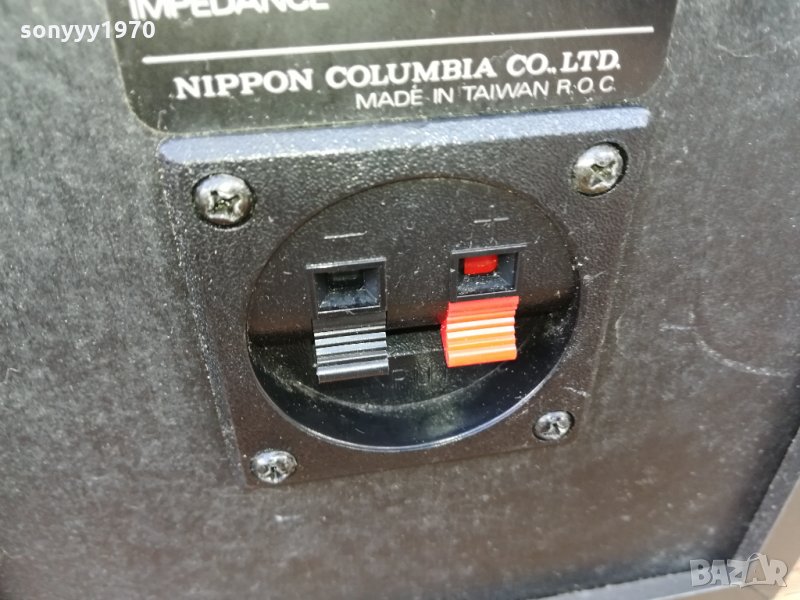 sonyyy1970
IMPEDANCE
NIPPON COLUMBIA CO., LTD.
MADE IN TAIWAN R.O.C.
− +
BAZAR